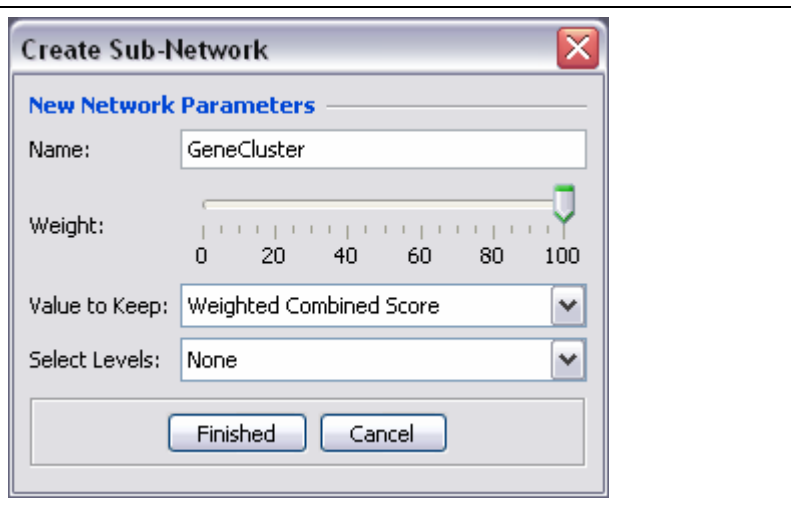 Create Sub-Network
New Network Parameters
Name: GeneCluster
Weight:
0 20 40 60 80 100
Value to Keep: Weighted Combined Score
Select Levels: None
Finished Cancel